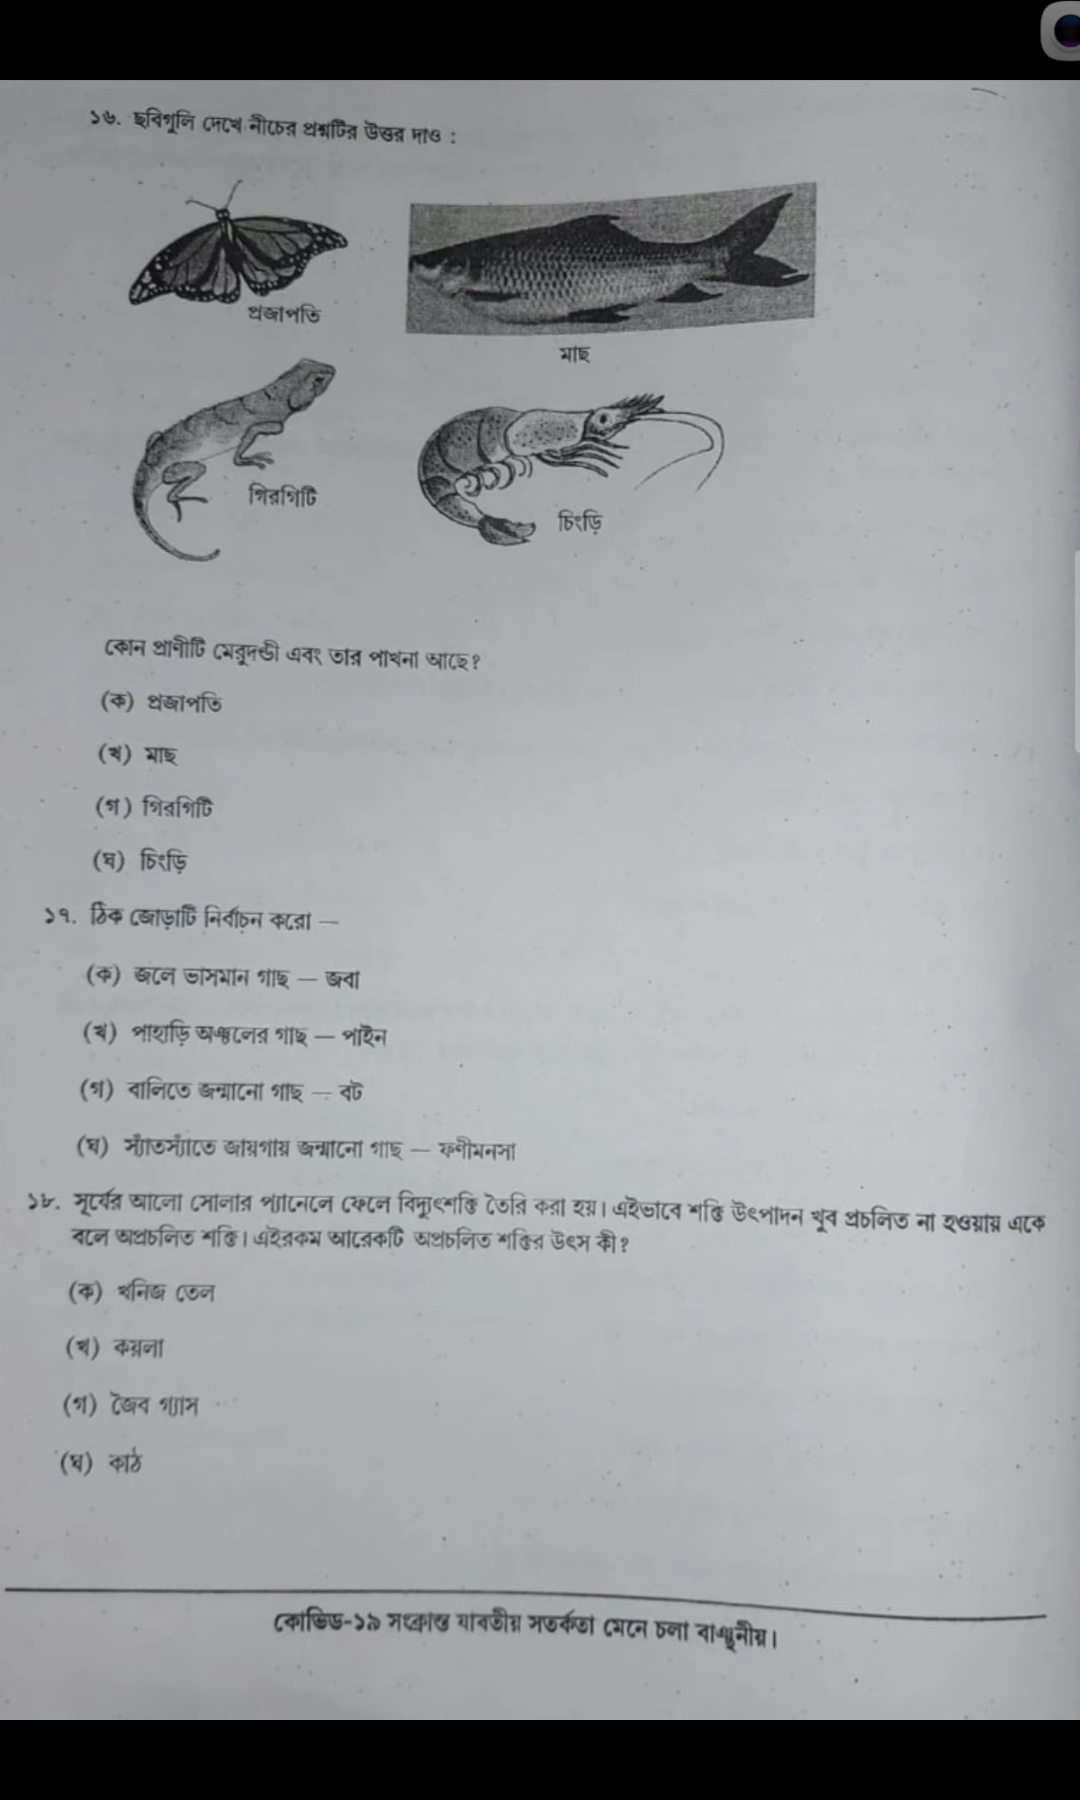 ১৬. ছবিগুলি দেখে নীচের প্রশ্নটির উত্তর দাও :
প্রজাপতি
মাছ
গিরগিটি
চিংড়ি
কোন প্রাণীটি মেরুদন্ডী এবং তার পাখনা আছে?
(ক) প্রজাপতি
(খ) মাছ
(গ) গিরগিটি
(ঘ) চিংড়ি
১৭. ঠিক জোড়াটি নির্বাচন করো —
(ক) জলে ভাসমান গাছ — জবা
(খ) পাহাড়ি অঞ্চলের গাছ — পাইন
(গ) বালিতে জন্মানো গাছ — বট
(ঘ) স্যাঁতস্যাঁতে জায়গায় জন্মানো গাছ — ফণীমনসা
১৮. সূর্যের আলো সোলার প্যানেলে ফেলে বিদ্যুৎশক্তি তৈরি করা হয়। এইভাবে শক্তি উৎপাদন খুব প্রচলিত না হওয়ায় একে
বলে অপ্রচলিত শক্তি। এইরকম আরেকটি অপ্রচলিত শক্তির উৎস কী?
(ক) খনিজ তেল
(খ) কয়লা
(গ) জৈব গ্যাস
(ঘ) কাঠ
কোভিড-১৯ সংক্রান্ত যাবতীয় সতর্কতা মেনে চলা বাঞ্ছনীয়।